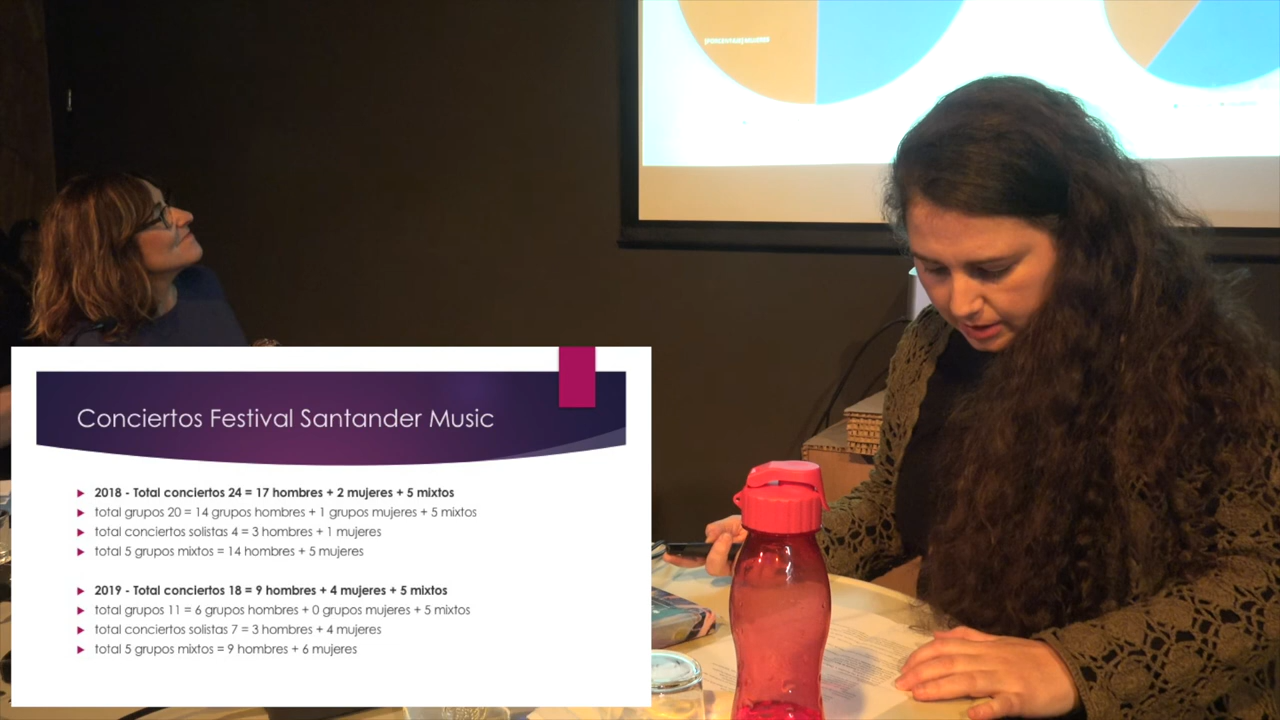 Conciertos Festival Santander Music
2018 - Total conciertos 24 = 17 hombres + 2 mujeres + 5 mixtos
total grupos 20 = 14 grupos hombres + 1 grupos mujeres + 5 mixtos
total conciertos solistas 4 = 3 hombres + 1 mujeres
total 5 grupos mixtos = 14 hombres + 5 mujeres
2019 - Total conciertos 18 = 9 hombres + 4 mujeres + 5 mixtos
total grupos 11 = 6 grupos hombres + 0 grupos mujeres + 5 mixtos
total conciertos solistas 7 = 3 hombres + 4 mujeres
total 5 grupos mixtos = 9 hombres + 6 mujeres